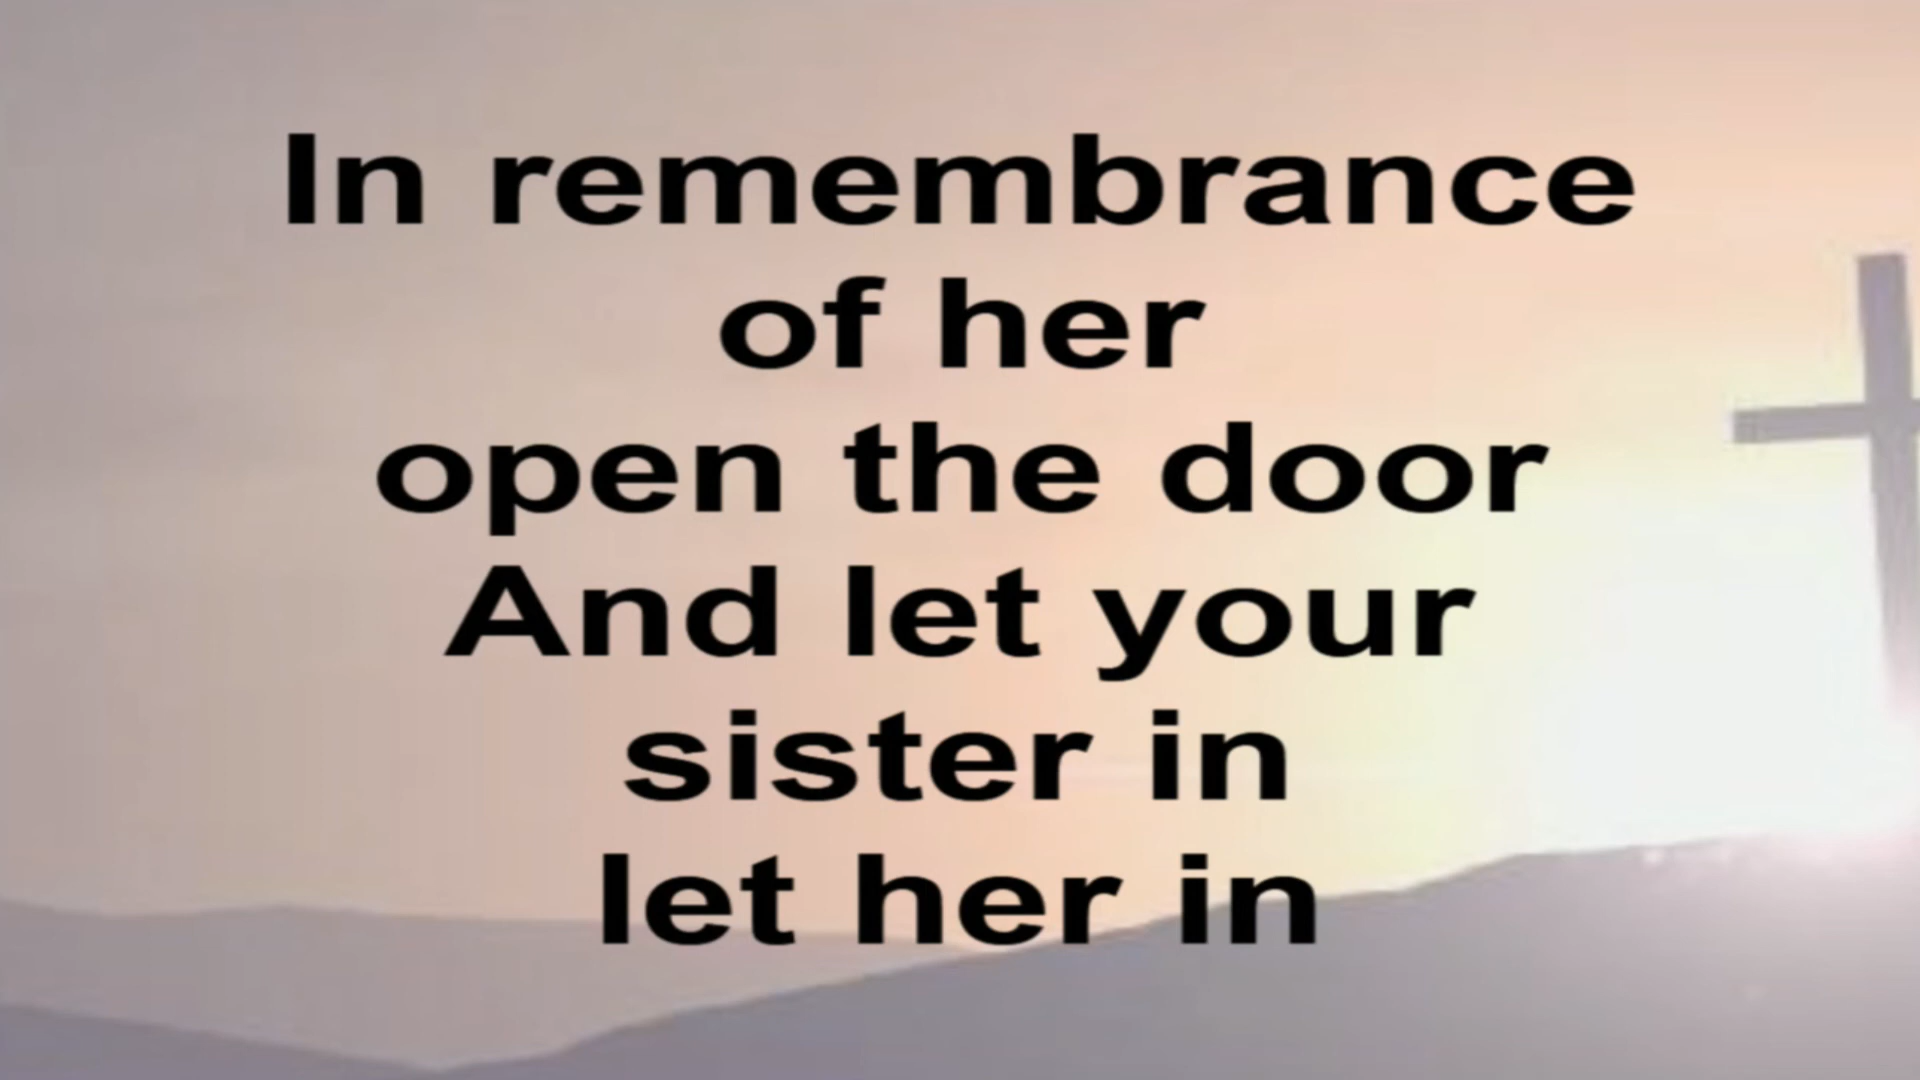 In remembrance
of her
open the door
And let your
sister in
let her in